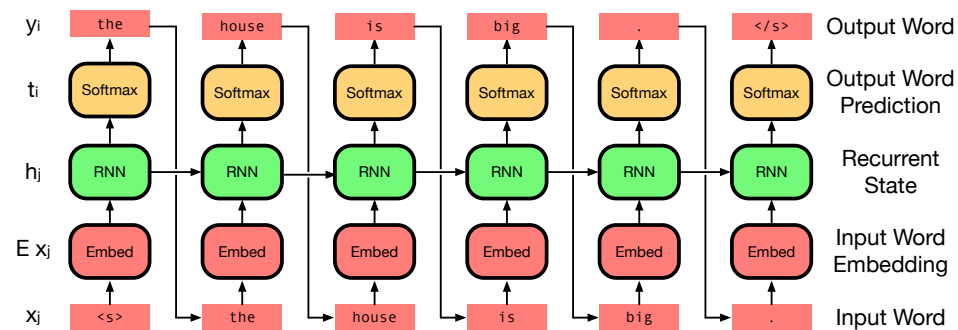 yi the house is big . </s> Output Word
ti Softmax Softmax Softmax Softmax Softmax Softmax Output Word
Prediction
hj RNN RNN RNN RNN RNN RNN Recurrent
State
E xj Embed Embed Embed Embed Embed Embed Input Word
Embedding
xj <s> the house is big . Input Word